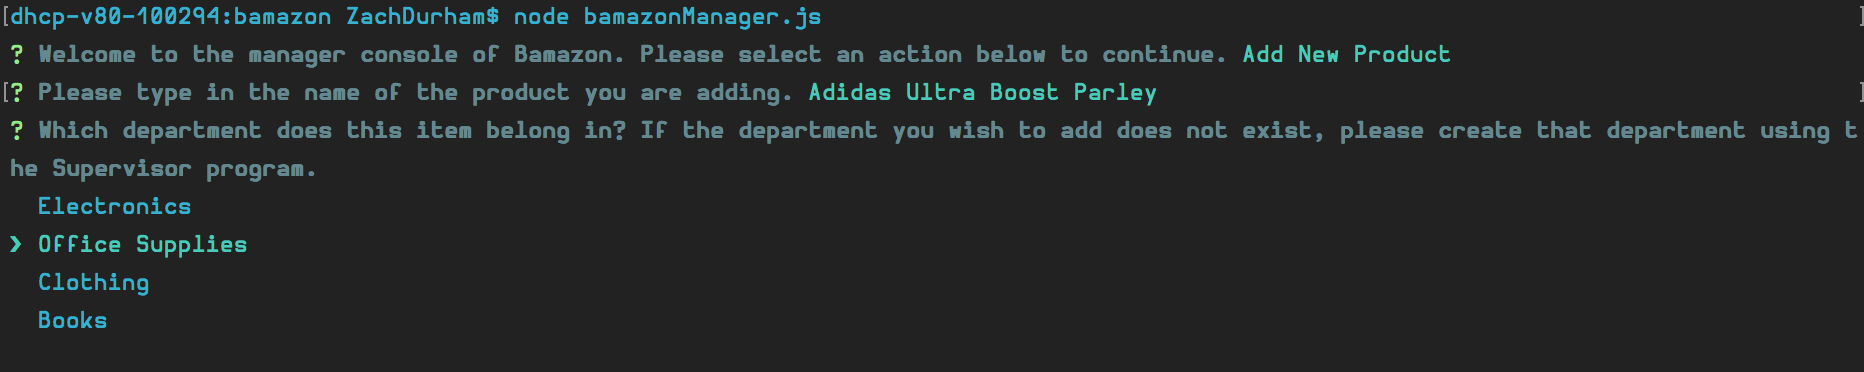 [dhcp-v80-100294:bamazon ZachDurham$ node bamazonManager.js ]
? Welcome to the manager console of Bamazon. Please select an action below to continue. Add New Product
[? Please type in the name of the product you are adding. Adidas Ultra Boost Parley ]
? Which department does this item belong in? If the department you wish to add does not exist, please create that department using t
he Supervisor program.
Electronics
❯ Office Supplies
Clothing
Books